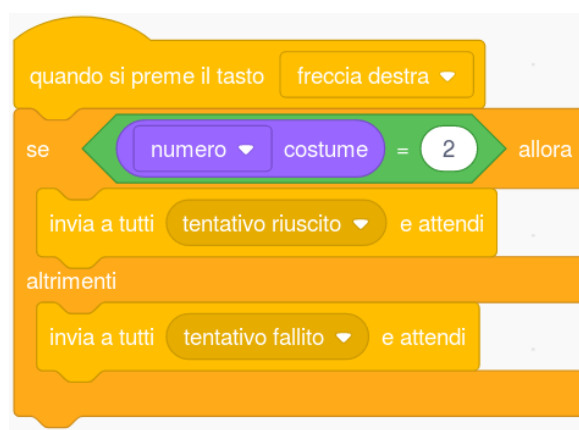 quando si preme il tasto freccia destra
se numero costume = 2 allora
invia a tutti tentativo riuscito e attendi
altrimenti
invia a tutti tentativo fallito e attendi